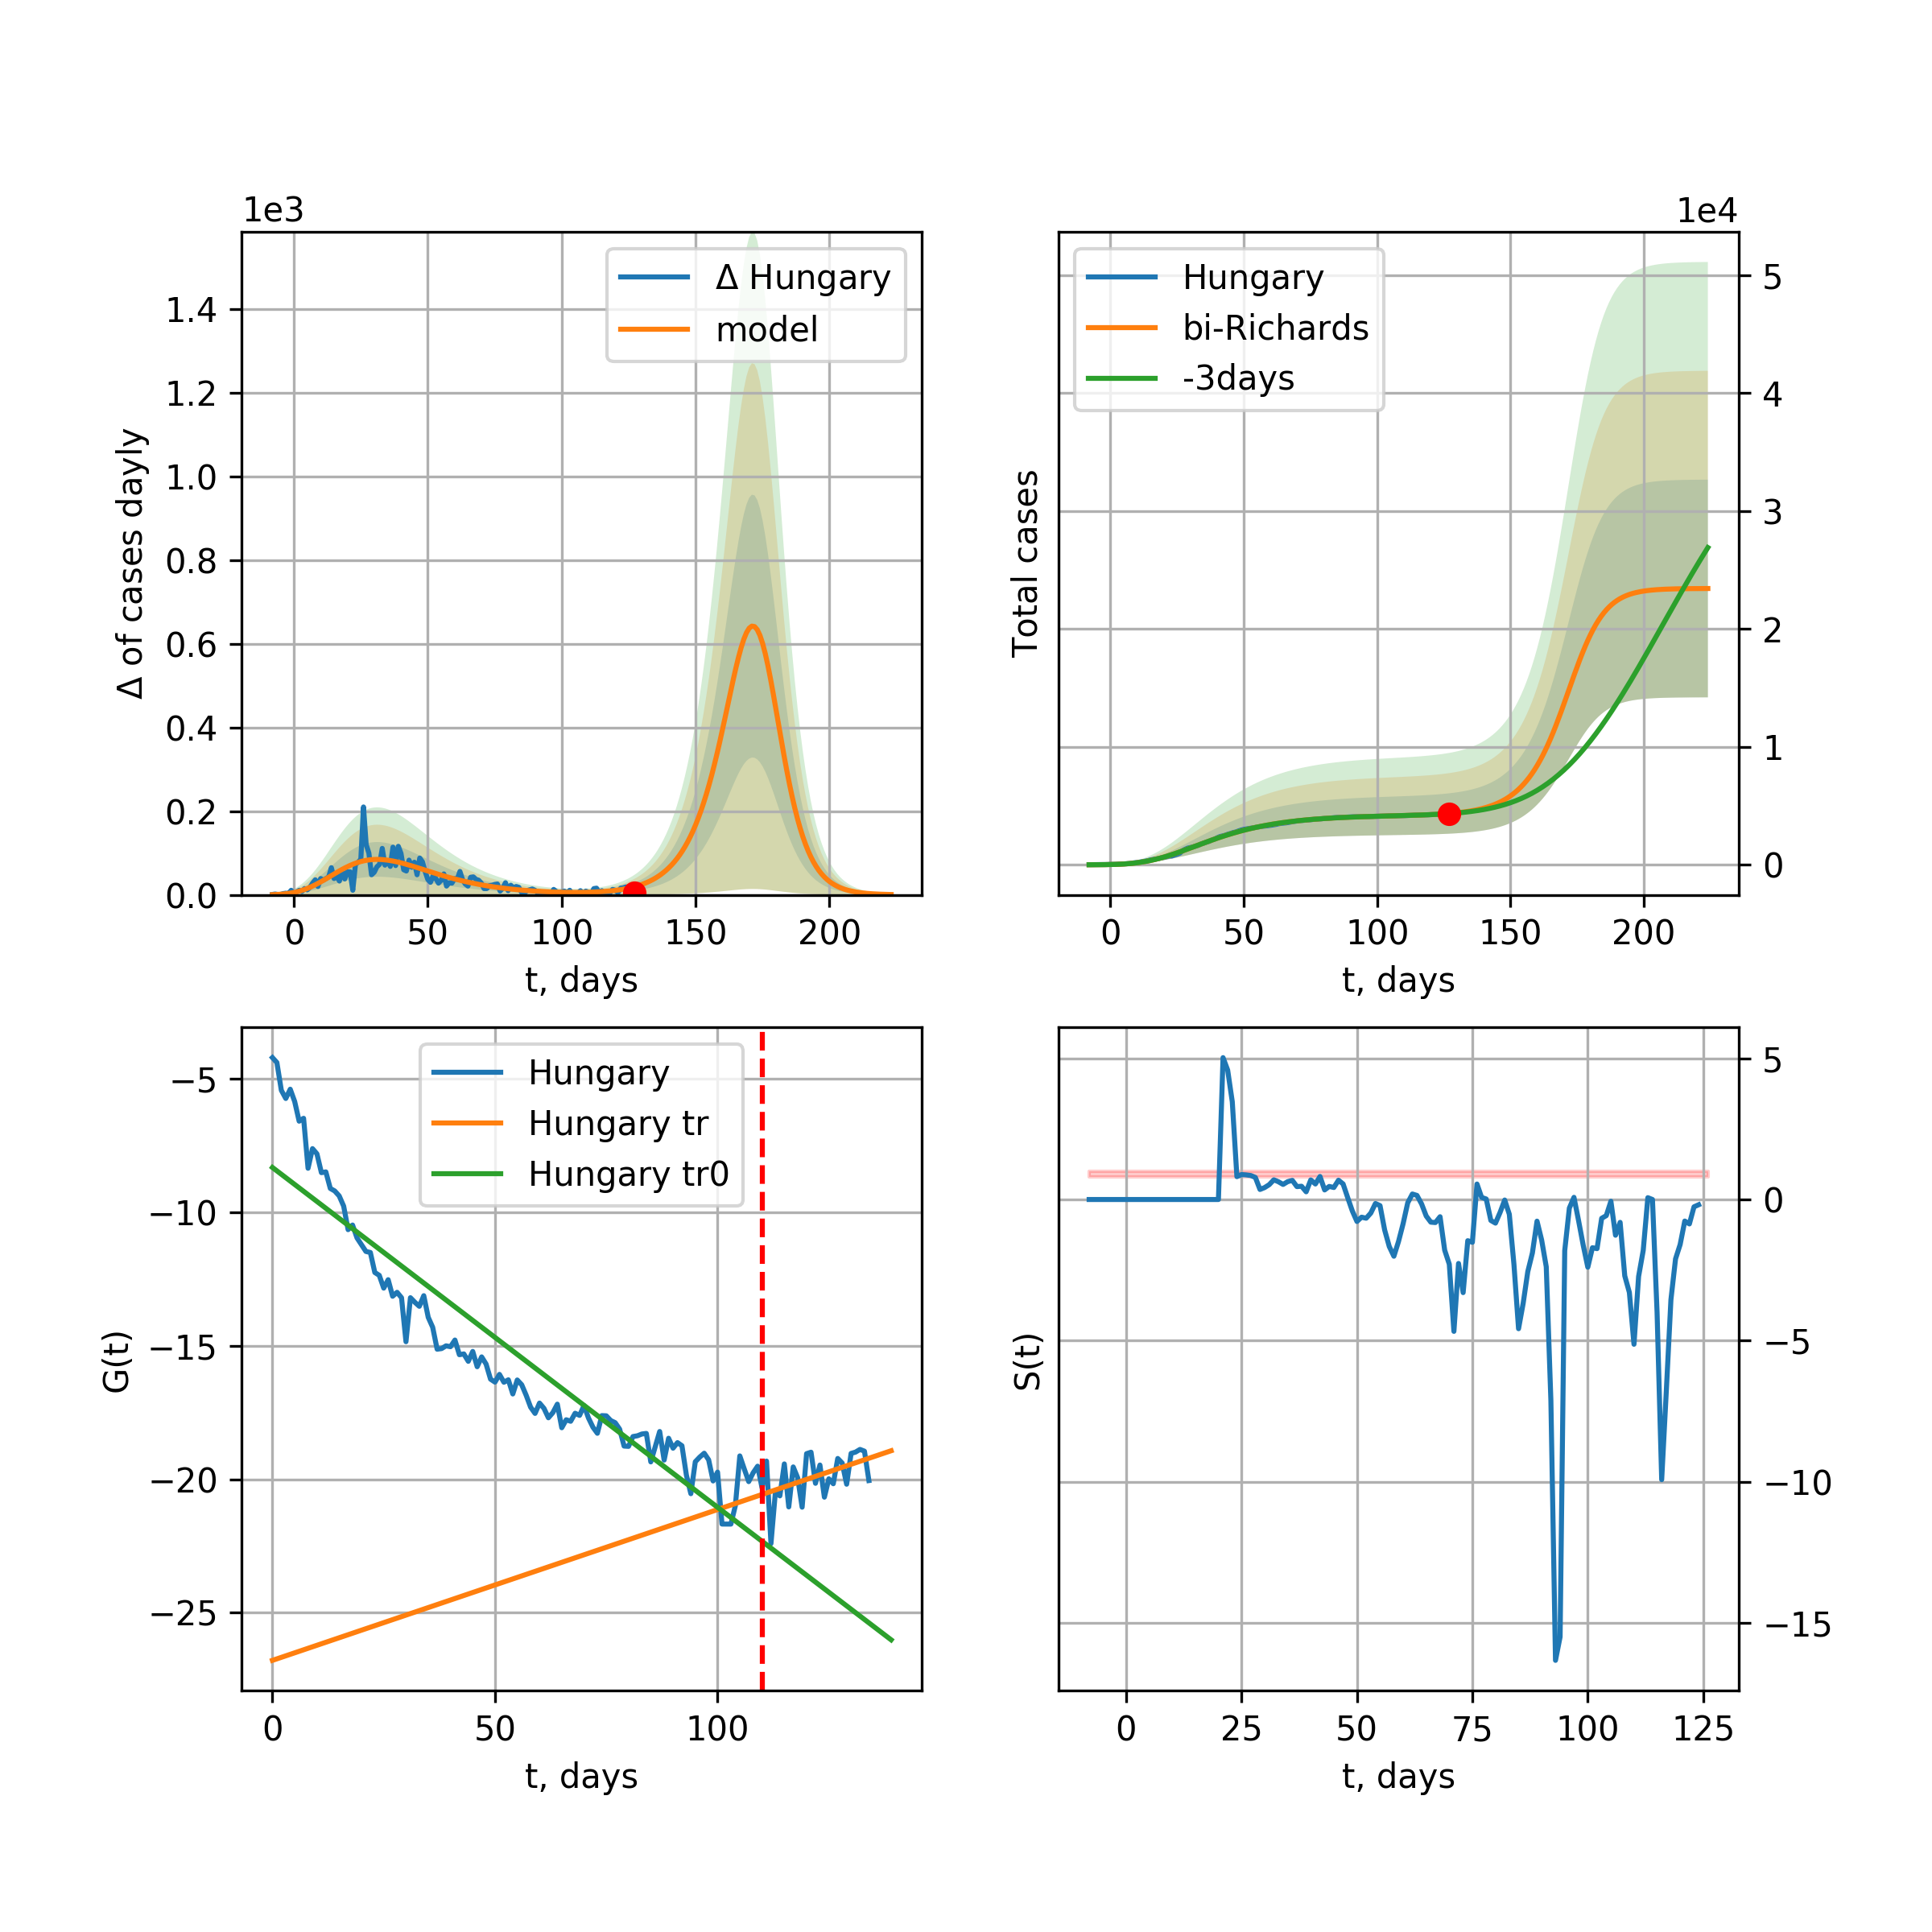 1e3
Δ Hungary
model
Δ of cases dayly
1.4
1.2
1.0
0.8
0.6
0.4
0.2
0.0
0 50 100 150 200
t, days
1e4
Hungary
bi-Richards
-3days
Total cases
5
4
3
2
1
0
0 50 100 150 200
t, days
Hungary
Hungary tr
Hungary tr0
G(t)
−5
−10
−15
−20
−25
0 50 100
t, days
S(t)
5
0
−5
−10
−15
0 25 50 75 100 125
t, days